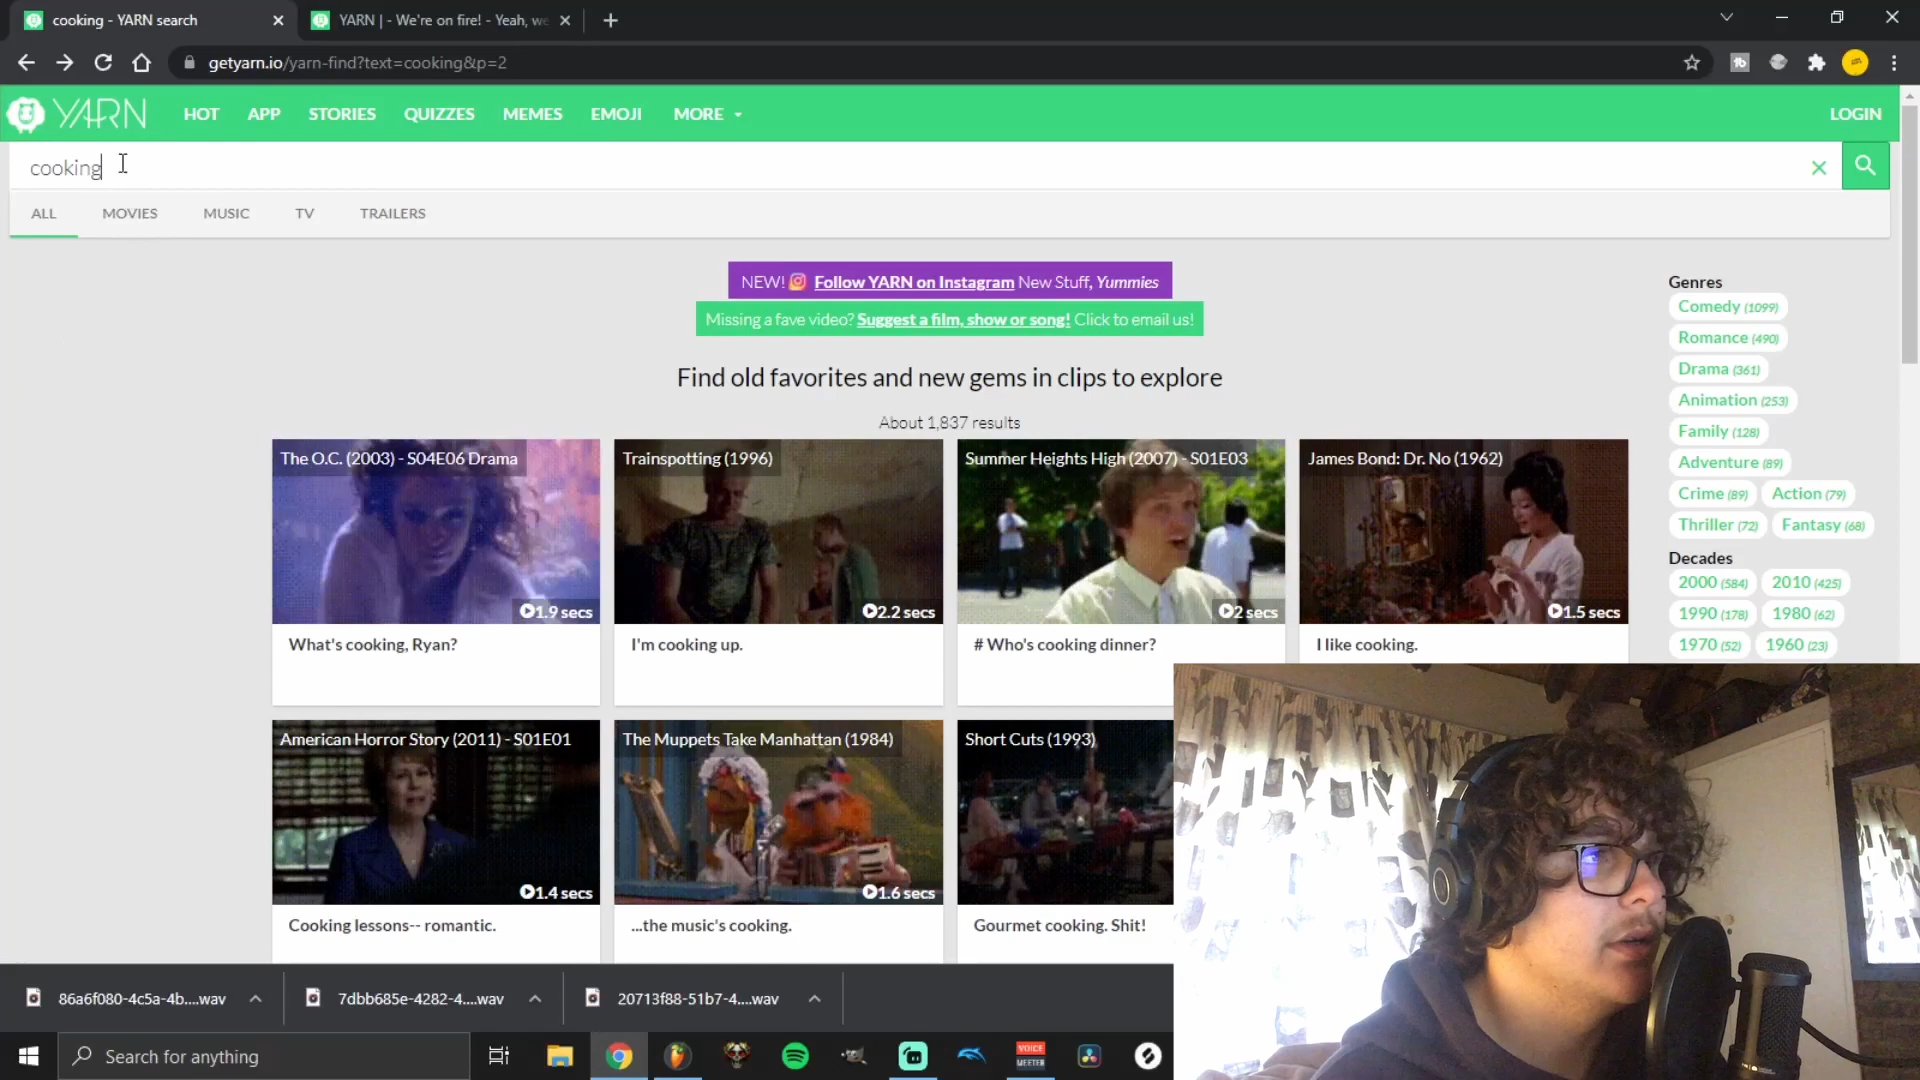 cooking - YARN search
YARN | - We're on fire! - Yeah, we
getyarn.io/yarn-find?text=cooking&p=2
YARN
HOT APP STORIES QUIZZES MEMES EMOJI MORE LOGIN
cooking
ALL MOVIES MUSIC TV TRAILERS
NEW! Follow YARN on Instagram New Stuff, Yummies
Missing a fave video? Suggest a film, show or song! Click to email us!
Find old favorites and new gems in clips to explore
About 1,837 results
Genres
Comedy (1099)
Romance (490)
Drama (361)
Animation (253)
Family (128)
Adventure (89)
Crime (89) Action (79)
Thriller (72) Fantasy (68)
Decades
2000 (584) 2010 (425)
1990 (178) 1980 (62)
1970 (52) 1960 (23)
The O.C. (2003) - S04E06 Drama
1.9 secs
What's cooking, Ryan?
Trainspotting (1996)
2.2 secs
I'm cooking up.
Summer Heights High (2007) - S01E03
2 secs
# Who's cooking dinner?
James Bond: Dr. No (1962)
1.5 secs
I like cooking.
American Horror Story (2011) - S01E01
1.4 secs
Cooking lessons-- romantic.
The Muppets Take Manhattan (1984)
1.6 secs
...the music's cooking.
Short Cuts (1993)
Gourmet cooking. Shit!
86a6f080-4c5a-4b....wav
7dbb685e-4282-4....wav
20713f88-51b7-4....wav
Search for anything
VOICE
MEETER